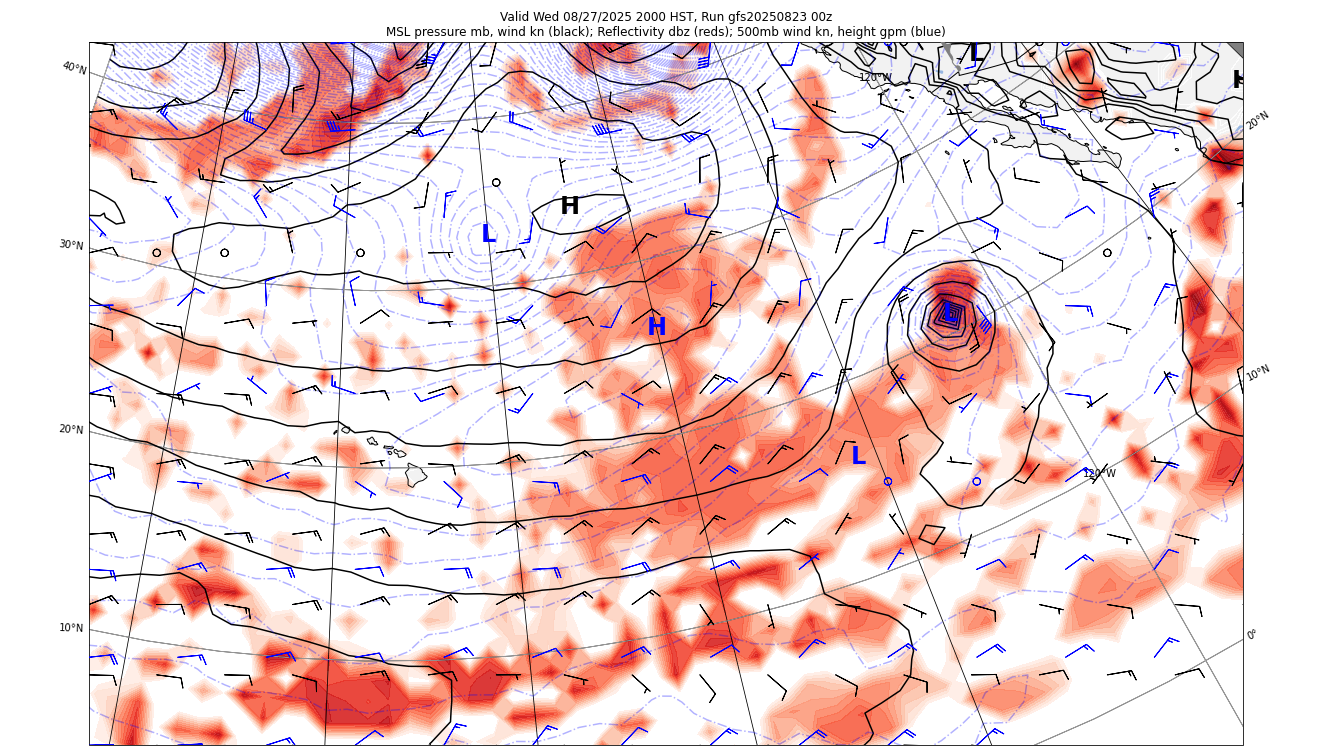 Valid Wed 08/27/2025 2000 HST, Run gfs20250823 00z
MSL pressure mb, wind kn (black); Reflectivity dbz (reds); 500mb wind kn, height gpm (blue)
L
40°N
120°W
H
20°N
H
L
30°N
L
H
10°N
20°N
L
120°W
10°N
0°